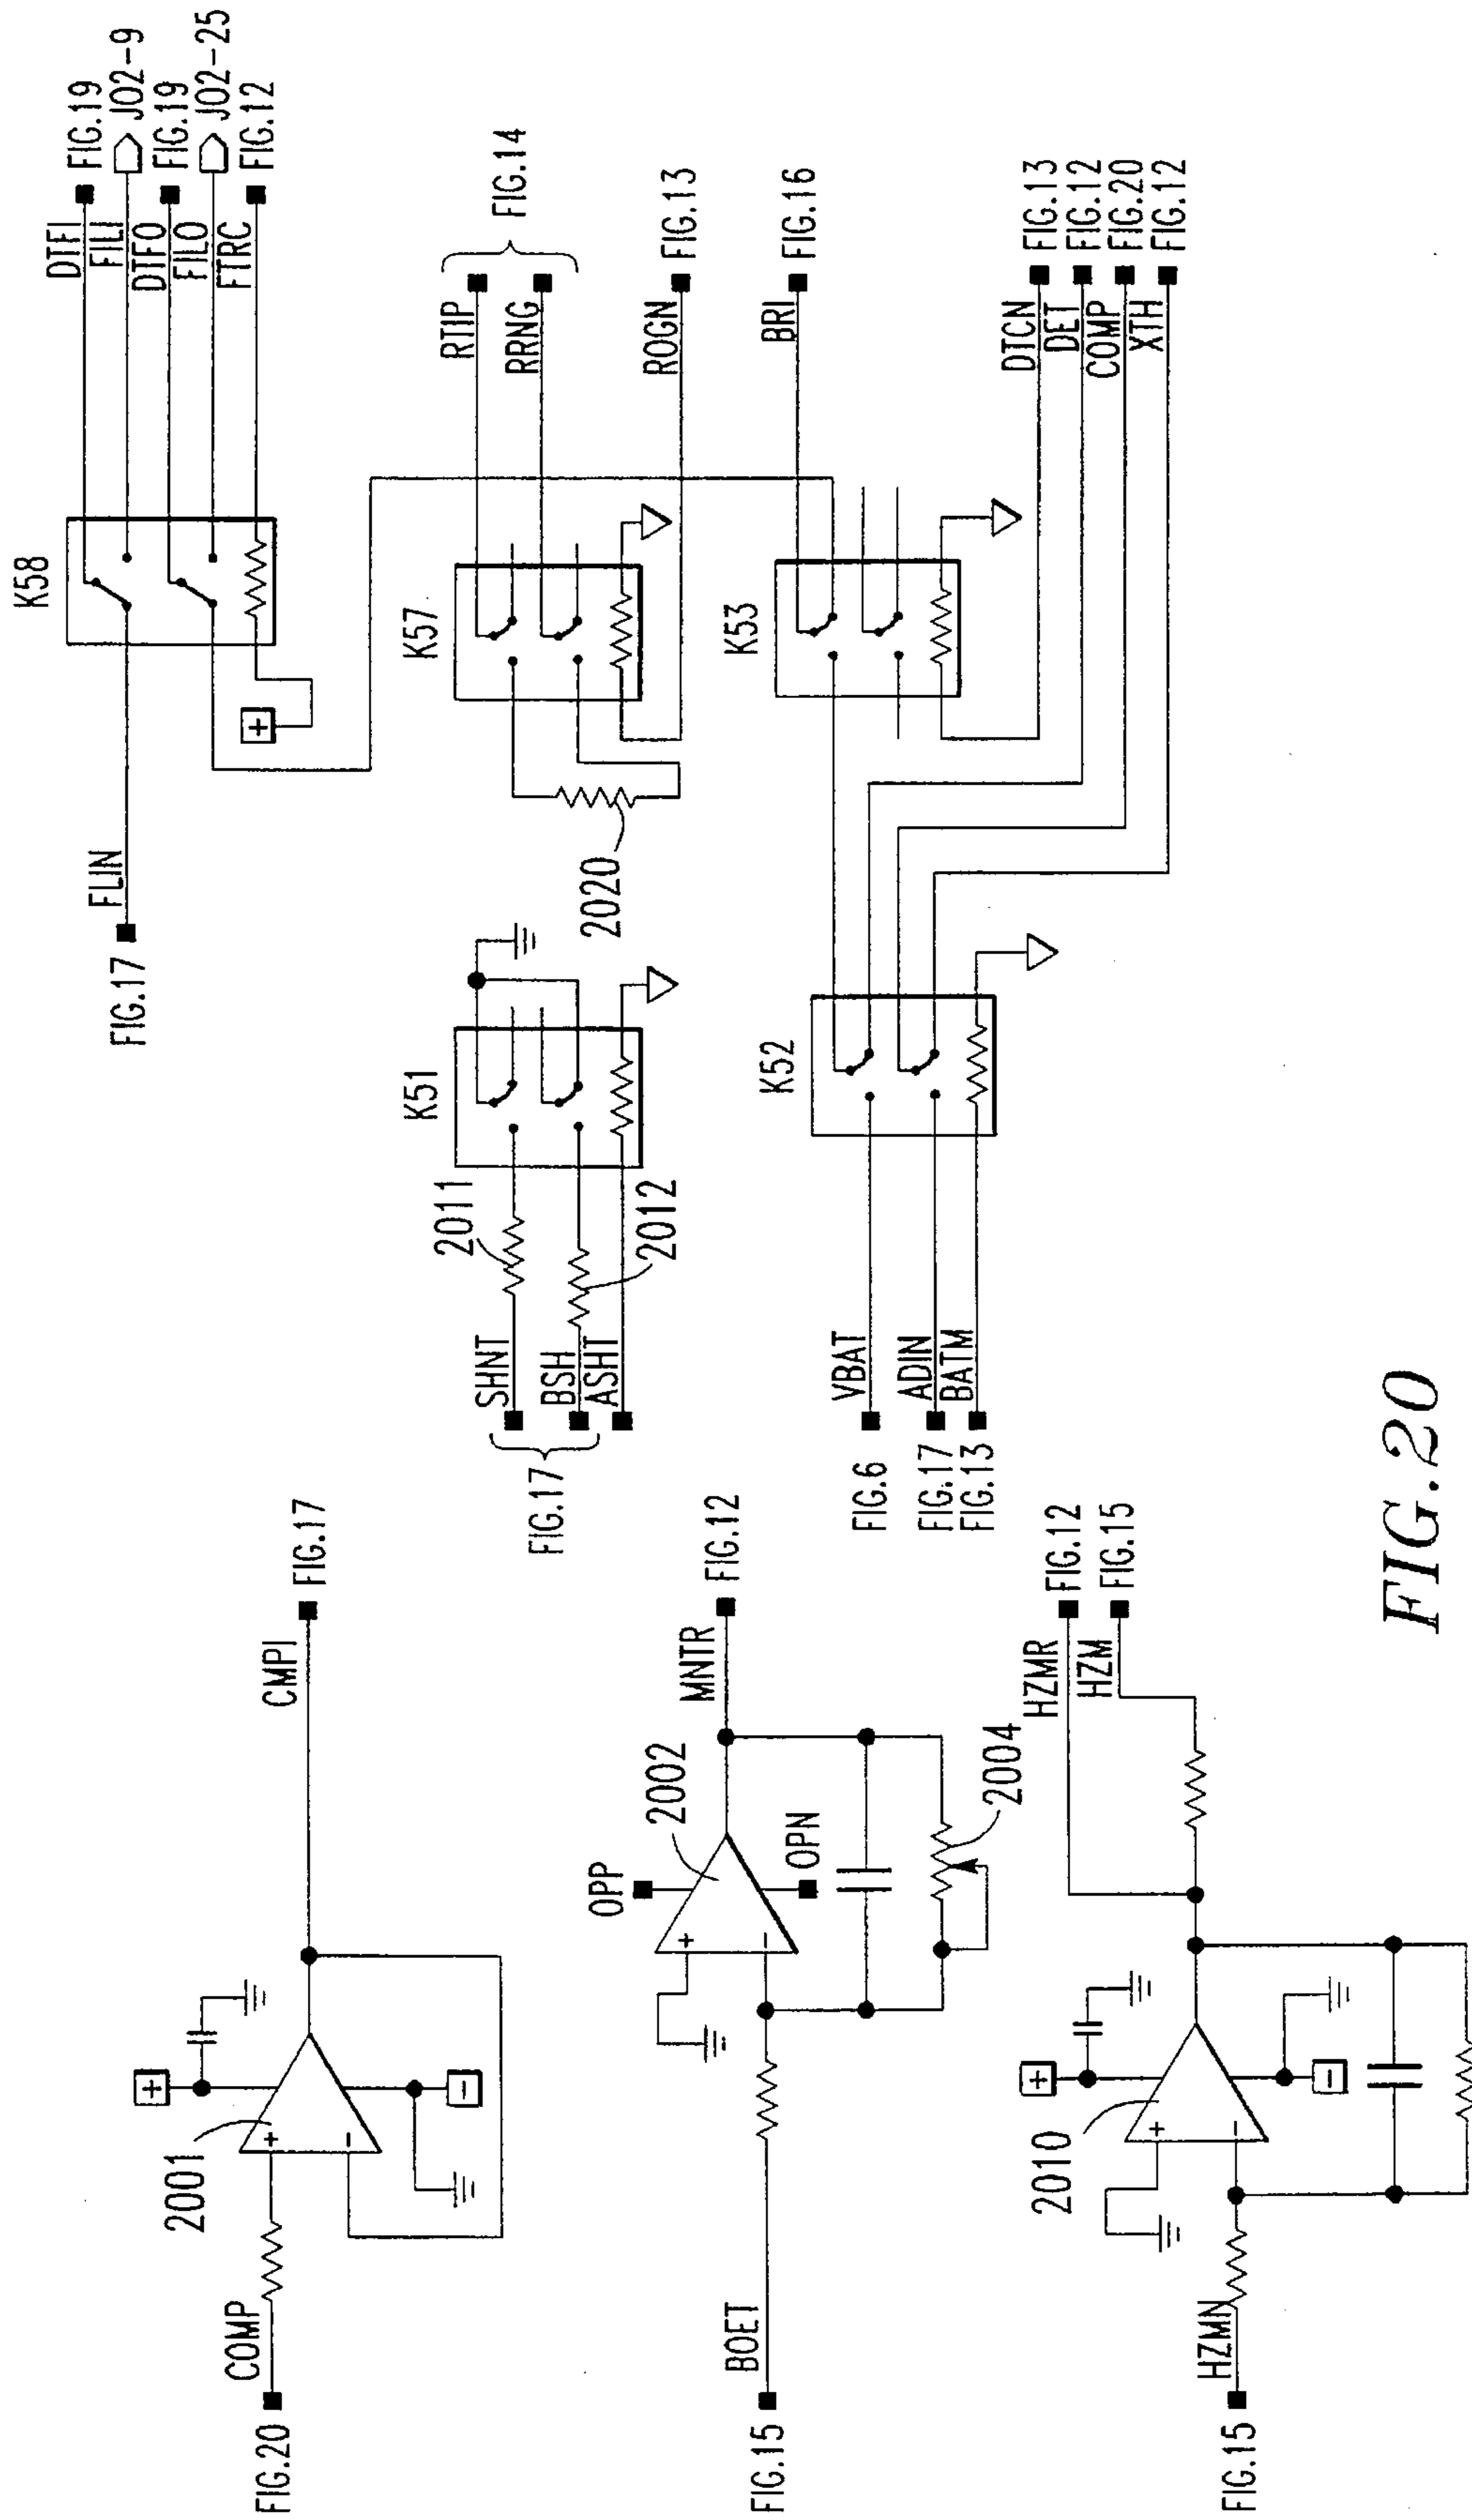 FIG.20
COMP
2001
+
-
+
-
CMPI
FIG.17
FIG.15
BOET
+
-
OPP
2002
OPN
2004
MNTR
FIG.12
FIG.15
HZMN
2010
+
-
+
-
HZMR
HZM
FIG.12
FIG.15
FIG.17
FLIN
K58
+
DTFI
FILI
DTFO
FILO
FTRC
FIG.19
JO2-9
FIG.19
JO2-25
FIG.12
FIG.17
SHNT
BSH
ASHT
2011
2012
K51
2020
K57
RTIP
RRNG
FIG.14
ROGN
FIG.13
FIG.6
FIG.17
FIG.13
VBAT
ADIN
BATM
K52
K53
BRI
FIG.16
DTCN
DET
COMP
XTH
FIG.13
FIG.12
FIG.20
FIG.12
FIG.20